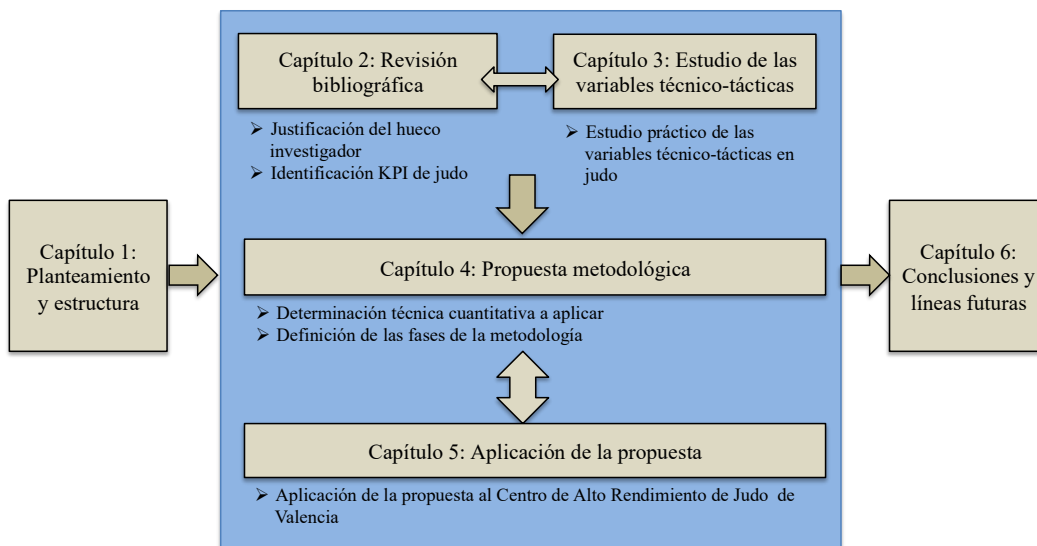 Capítulo 2: Revisión
bibliográfica
Capítulo 3: Estudio de las
variables técnico-tácticas
➢ Justificación del hueco
investigador
➢ Identificación KPI de judo
➢ Estudio práctico de las
variables técnico-tácticas en
judo
Capítulo 1:
Planteamiento
y estructura
Capítulo 4: Propuesta metodológica
➢ Determinación técnica cuantitativa a aplicar
➢ Definición de las fases de la metodología
Capítulo 5: Aplicación de la propuesta
➢ Aplicación de la propuesta al Centro de Alto Rendimiento de Judo de
Valencia
Capítulo 6:
Conclusiones y
líneas futuras